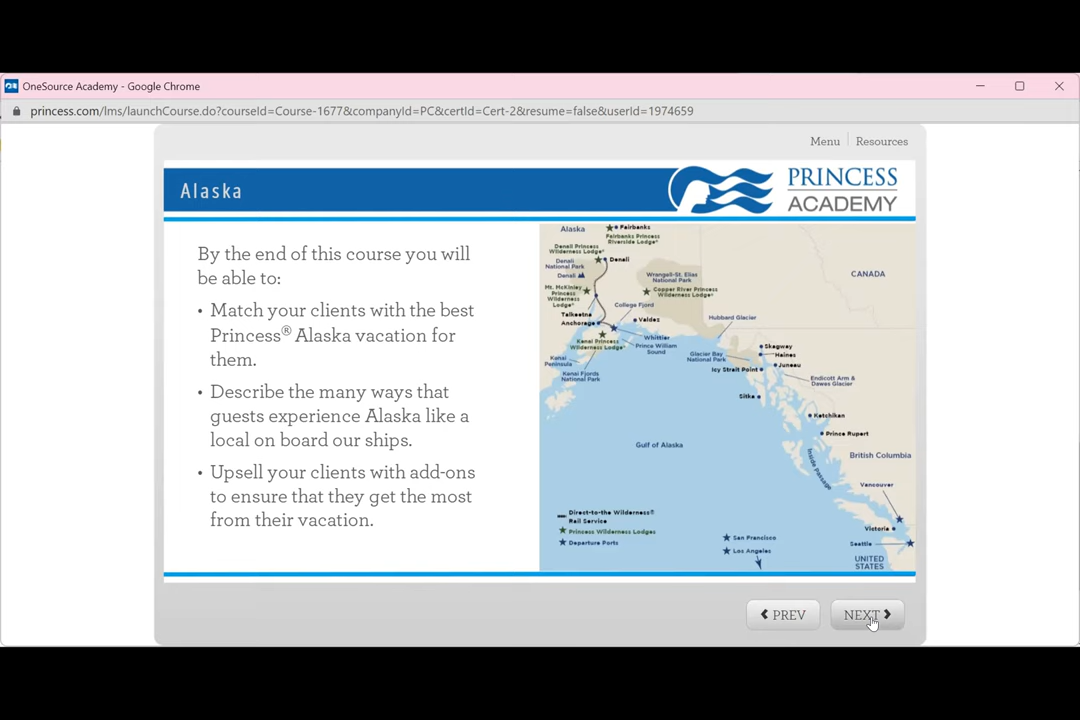 OneSource Academy - Google Chrome
princess.com/lms/launchCourse.do?courseId=Course-1677&companyId=PC&certId=Cert-2&resume=false&userId=1974659
Menu
Resources
Alaska
PRINCESS
ACADEMY
By the end of this course you will
be able to:
• Match your clients with the best
Princess® Alaska vacation for
them.
• Describe the many ways that
guests experience Alaska like a
local on board our ships.
• Upsell your clients with add-ons
to ensure that they get the most
from their vacation.
Alaska
Fairbanks
Fairbanks Princess
Riverside Lodge®
Denali Princess
Wilderness Lodge®
Denali
National Park
Denali
Denali
Mt. McKinley
Princess
Wilderness
Lodge®
Wrangell-St. Elias
National Park
Copper River Princess
Wilderness Lodge®
College Fjord
Talkeetna
Anchorage
Valdez
Hubbard Glacier
Whittier
Kenai Princess
Wilderness Lodge®
Prince William
Sound
Kenai
Peninsula
Kenai Fjords
National Park
Glacier Bay
National Park
Icy Strait Point
Skagway
Haines
Juneau
Endicott Arm &
Dawes Glacier
Sitka
Ketchikan
Prince Rupert
CANADA
Gulf of Alaska
Inside Passage
British Columbia
Vancouver
Victoria
Seattle
UNITED
STATES
Direct-to-the Wilderness®
Rail Service
Princess Wilderness Lodges
Departure Ports
San Francisco
Los Angeles
PREV
NEXT